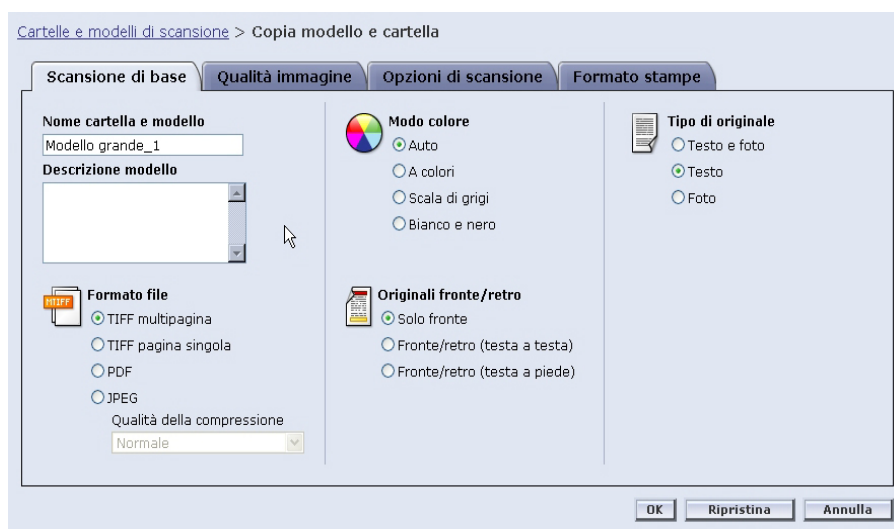 Cartelle e modelli di scansione > Copia modello e cartella
Scansione di base
Qualità immagine
Opzioni di scansione
Formato stampe
Nome cartella e modello
Modello grande_1
Descrizione modello
Formato file
MTIFF
TIFF multipagina
TIFF pagina singola
PDF
JPEG
Qualità della compressione
Normale
Modo colore
Auto
A colori
Scala di grigi
Bianco e nero
Originali fronte/retro
Solo fronte
Fronte/retro (testa a testa)
Fronte/retro (testa a piede)
Tipo di originale
Testo e foto
Testo
Foto
OK
Ripristina
Annulla